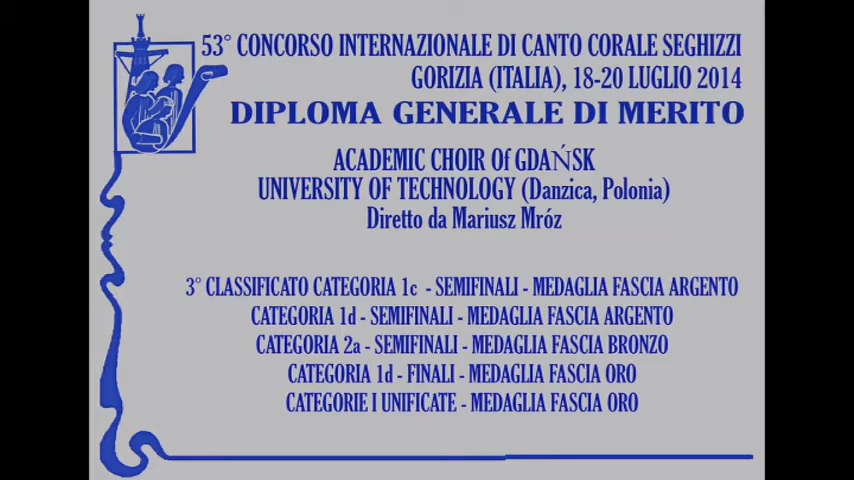 53° CONCORSO INTERNAZIONALE DI CANTO CORALE SEGHIZZI
GORIZIA (ITALIA), 18-20 LUGLIO 2014
DIPLOMA GENERALE DI MERITO
ACADEMIC CHOIR Of GDAŃSK
UNIVERSITY OF TECHNOLOGY (Danzica, Polonia)
Diretto da Mariusz Mróz
3° CLASSIFICATO CATEGORIA 1c - SEMIFINALI - MEDAGLIA FASCIA ARGENTO
CATEGORIA 1d - SEMIFINALI - MEDAGLIA FASCIA ARGENTO
CATEGORIA 2a - SEMIFINALI - MEDAGLIA FASCIA BRONZO
CATEGORIA 1d - FINALI - MEDAGLIA FASCIA ORO
CATEGORIE I UNIFICATE - MEDAGLIA FASCIA ORO